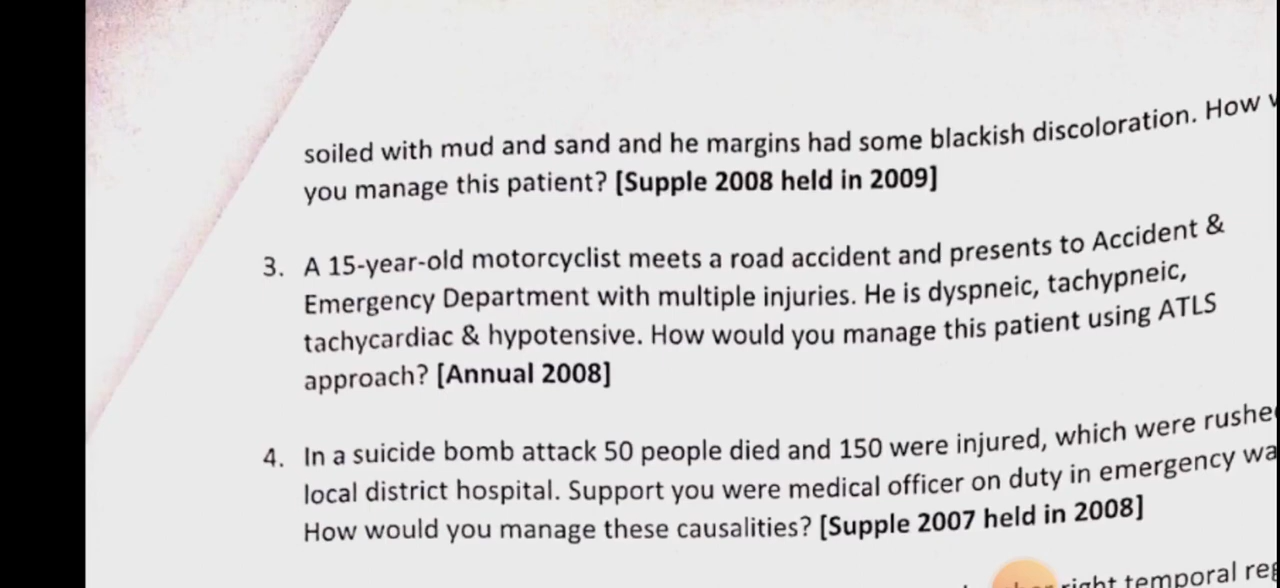 soiled with mud and sand and he margins had some blackish discoloration. How
you manage this patient? [Supple 2008 held in 2009]
3. A 15-year-old motorcyclist meets a road accident and presents to Accident &
Emergency Department with multiple injuries. He is dyspneic, tachypneic,
tachycardiac & hypotensive. How would you manage this patient using ATLS
approach? [Annual 2008]
4. In a suicide bomb attack 50 people died and 150 were injured, which were rushe
local district hospital. Support you were medical officer on duty in emergency wa
How would you manage these causalities? [Supple 2007 held in 2008]
right temporal re